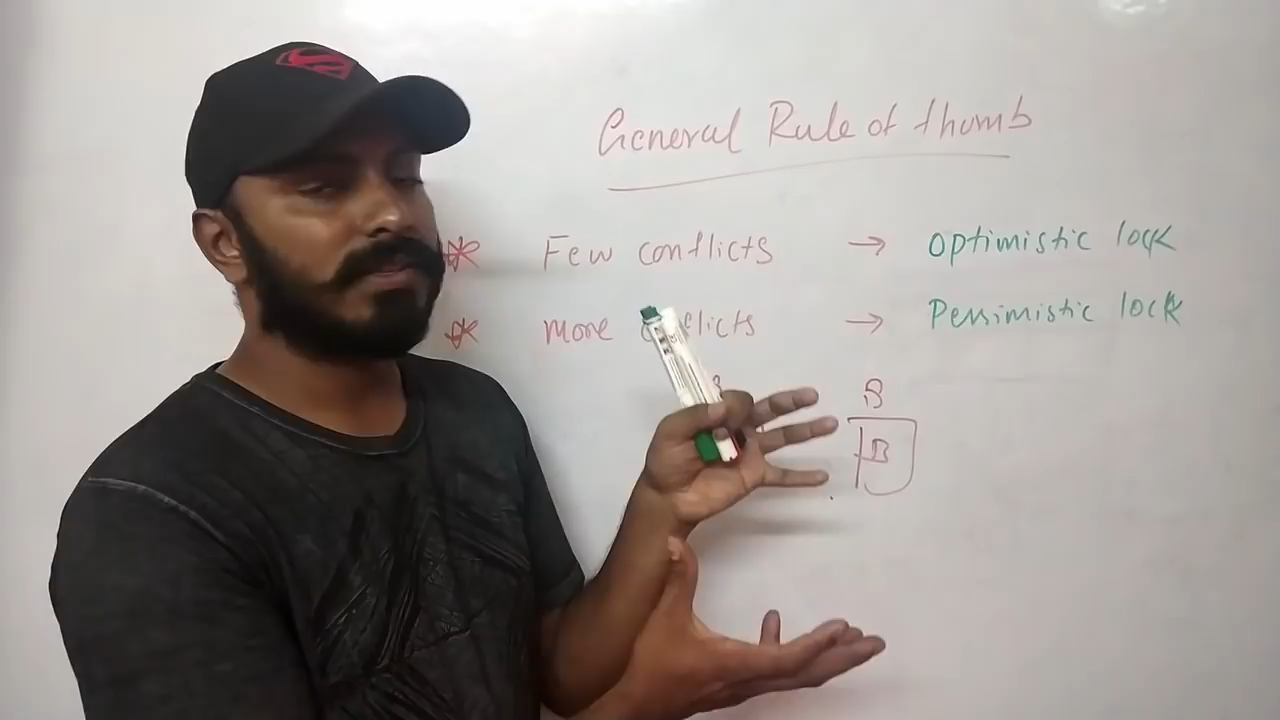 General Rule of thumb
Few conflicts → Optimistic lock
More conflicts → Pessimistic lock
B
B